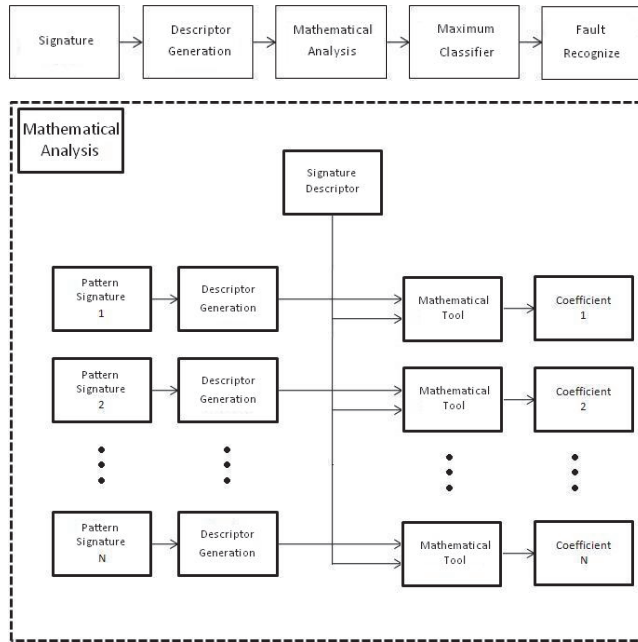 Signature
Descriptor
Generation
Mathematical
Analysis
Maximum
Classifier
Fault
Recognize
Mathematical
Analysis
Signature
Descriptor
Pattern
Signature
1
Descriptor
Generation
Mathematical
Tool
Coefficient
1
Pattern
Signature
2
Descriptor
Generation
Mathematical
Tool
Coefficient
2
Pattern
Signature
N
Descriptor
Generation
Mathematical
Tool
Coefficient
N